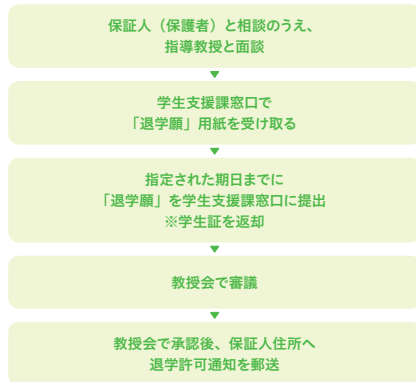 保証人（保護者）と相談のうえ、
指導教授と面談
学生支援課窓口で
「退学願」用紙を受け取る
指定された期日までに
「退学願」を学生支援課窓口に提出
※学生証を返却
教授会で審議
教授会で承認後、保証人住所へ
退学許可通知を郵送